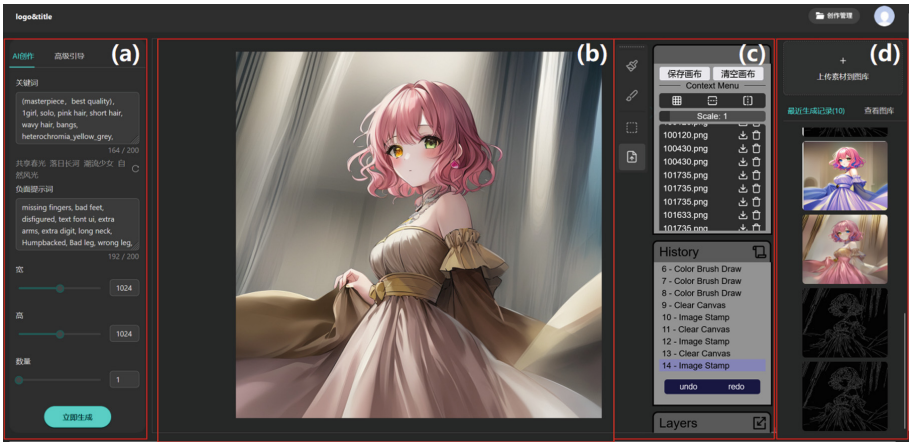 logo&title
创作管理
AI创作 高级引导
(a)
关键词
(masterpiece, best quality),
1girl, solo, pink hair, short hair,
wavy hair, bangs,
heterochromia_yellow_grey,
164 / 200
共享春光 落日长河 潮流少女 自
然风光
负面提示词
missing fingers, bad feet,
disfigured, text font ui, extra
arms, extra digit, long neck,
Humpbacked, Bad leg, wrong leg,
192 / 200
宽
1024
高
1024
数量
1
立即生成
(b)
(c)
保存画布 清空画布
Context Menu
Scale: 1
100120.png
100430.png
100430.png
101735.png
101735.png
101735.png
101735.png
101633.png
101735.png
History
6 - Color Brush Draw
7 - Color Brush Draw
8 - Color Brush Draw
9 - Clear Canvas
10 - Image Stamp
11 - Clear Canvas
12 - Image Stamp
13 - Clear Canvas
14 - Image Stamp
undo redo
Layers
(d)
+
上传素材到图库
最近生成记录(10) 查看图库